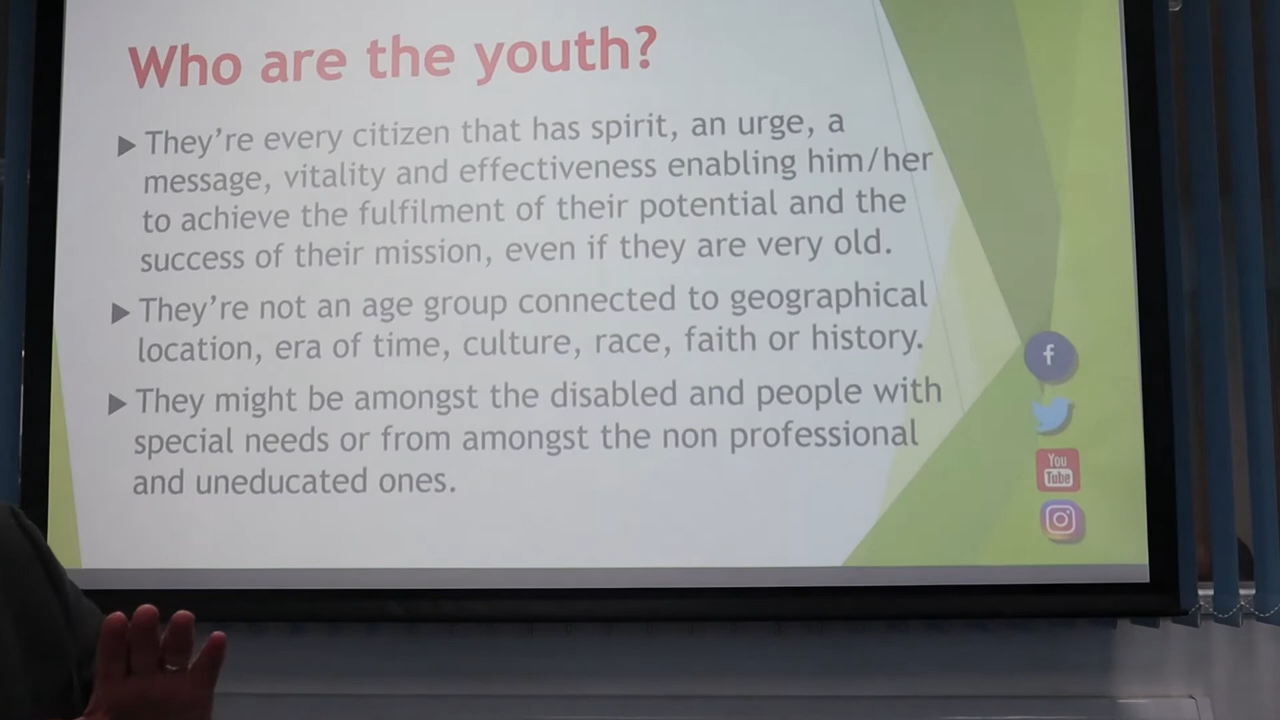 Who are the youth?
They're every citizen that has spirit, an urge, a
message, vitality and effectiveness enabling him/her
to achieve the fulfilment of their potential and the
success of their mission, even if they are very old.
They're not an age group connected to geographical
location, era of time, culture, race, faith or history.
They might be amongst the disabled and people with
special needs or from amongst the non professional
and uneducated ones.
f
You
Tube